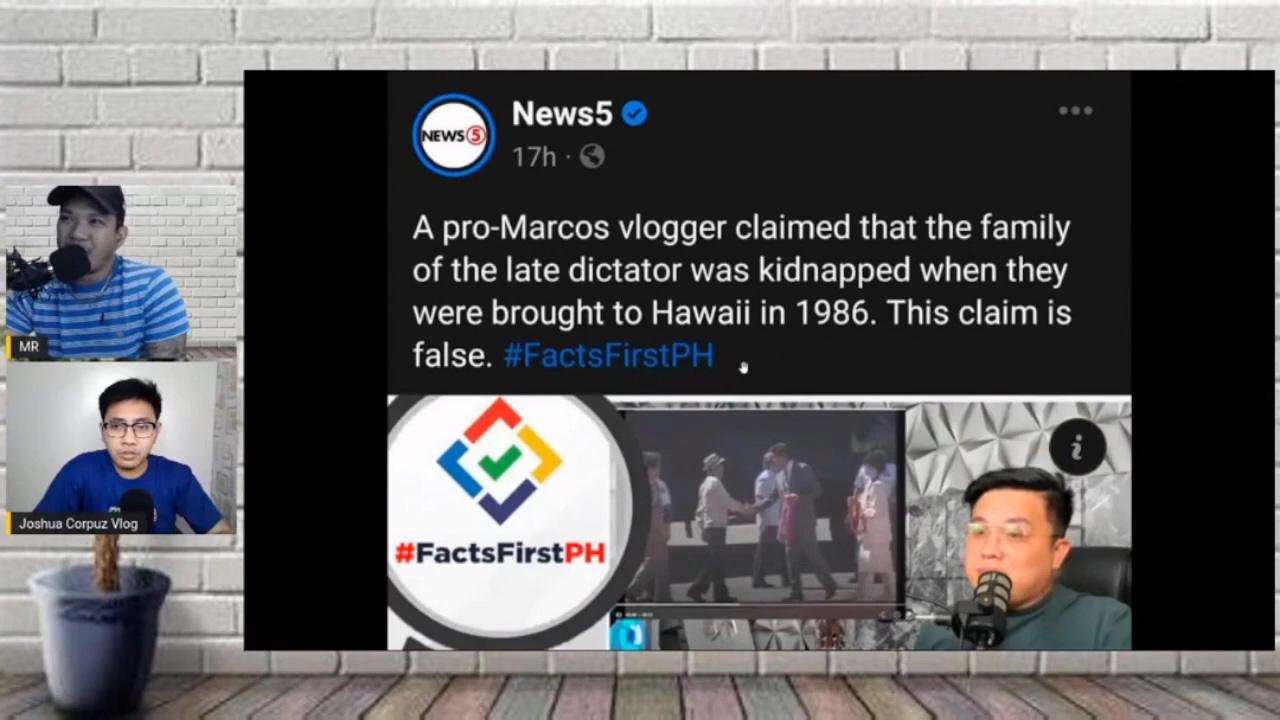 News5
NEWS5
17h ·
A pro-Marcos vlogger claimed that the family
of the late dictator was kidnapped when they
were brought to Hawaii in 1986. This claim is
false. #FactsFirstPH
MR
Joshua Corpuz Vlog
#FactsFirstPH